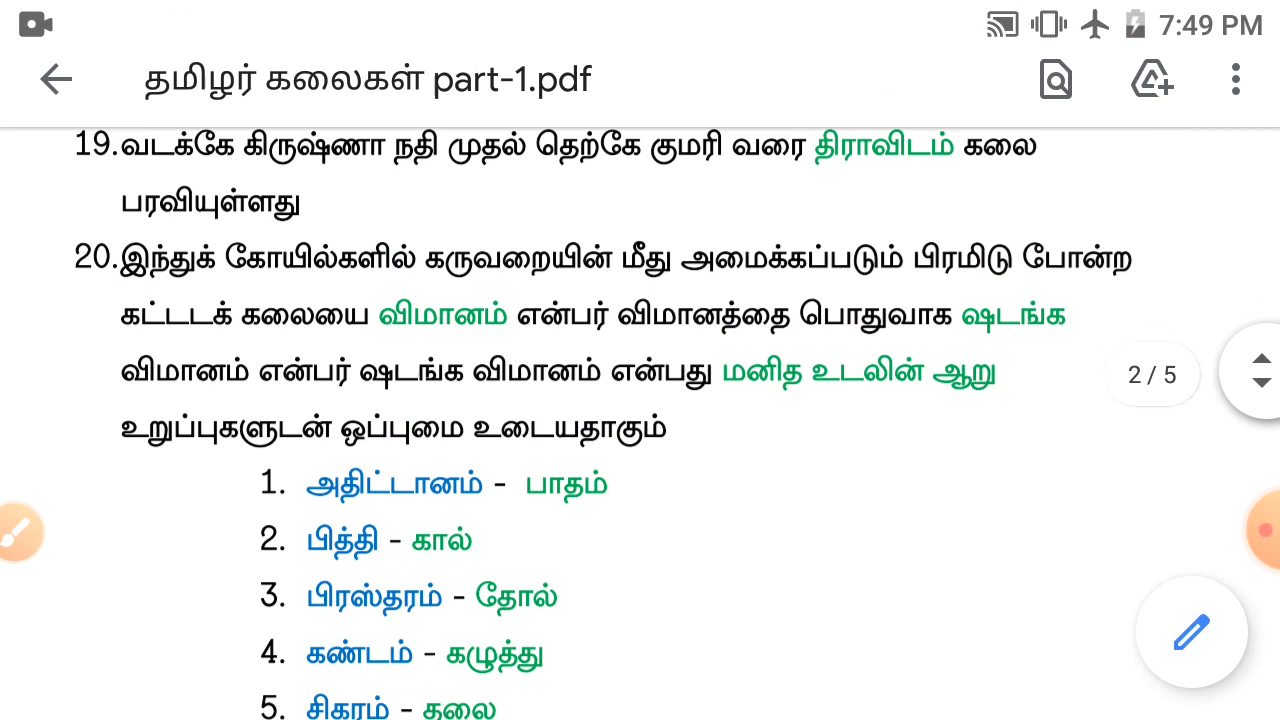 7:49 PM
தமிழர் கலைகள் part-1.pdf
19.வடக்கே கிருஷ்ணா நதி முதல் தெற்கே குமரி வரை திராவிடம் கலை
பரவியுள்ளது
20.இந்துக் கோயில்களில் கருவறையின் மீது அமைக்கப்படும் பிரமிடு போன்ற
கட்டடக் கலையை விமானம் என்பர் விமானத்தை பொதுவாக ஷடங்க
விமானம் என்பர் ஷடங்க விமானம் என்பது மனித உடலின் ஆறு
2 / 5
உறுப்புகளுடன் ஒப்புமை உடையதாகும்
1. அதிட்டானம் - பாதம்
2. பித்தி - கால்
3. பிரஸ்தரம் - தோல்
4. கண்டம் - கழுத்து
5. சிகரம் - தலை